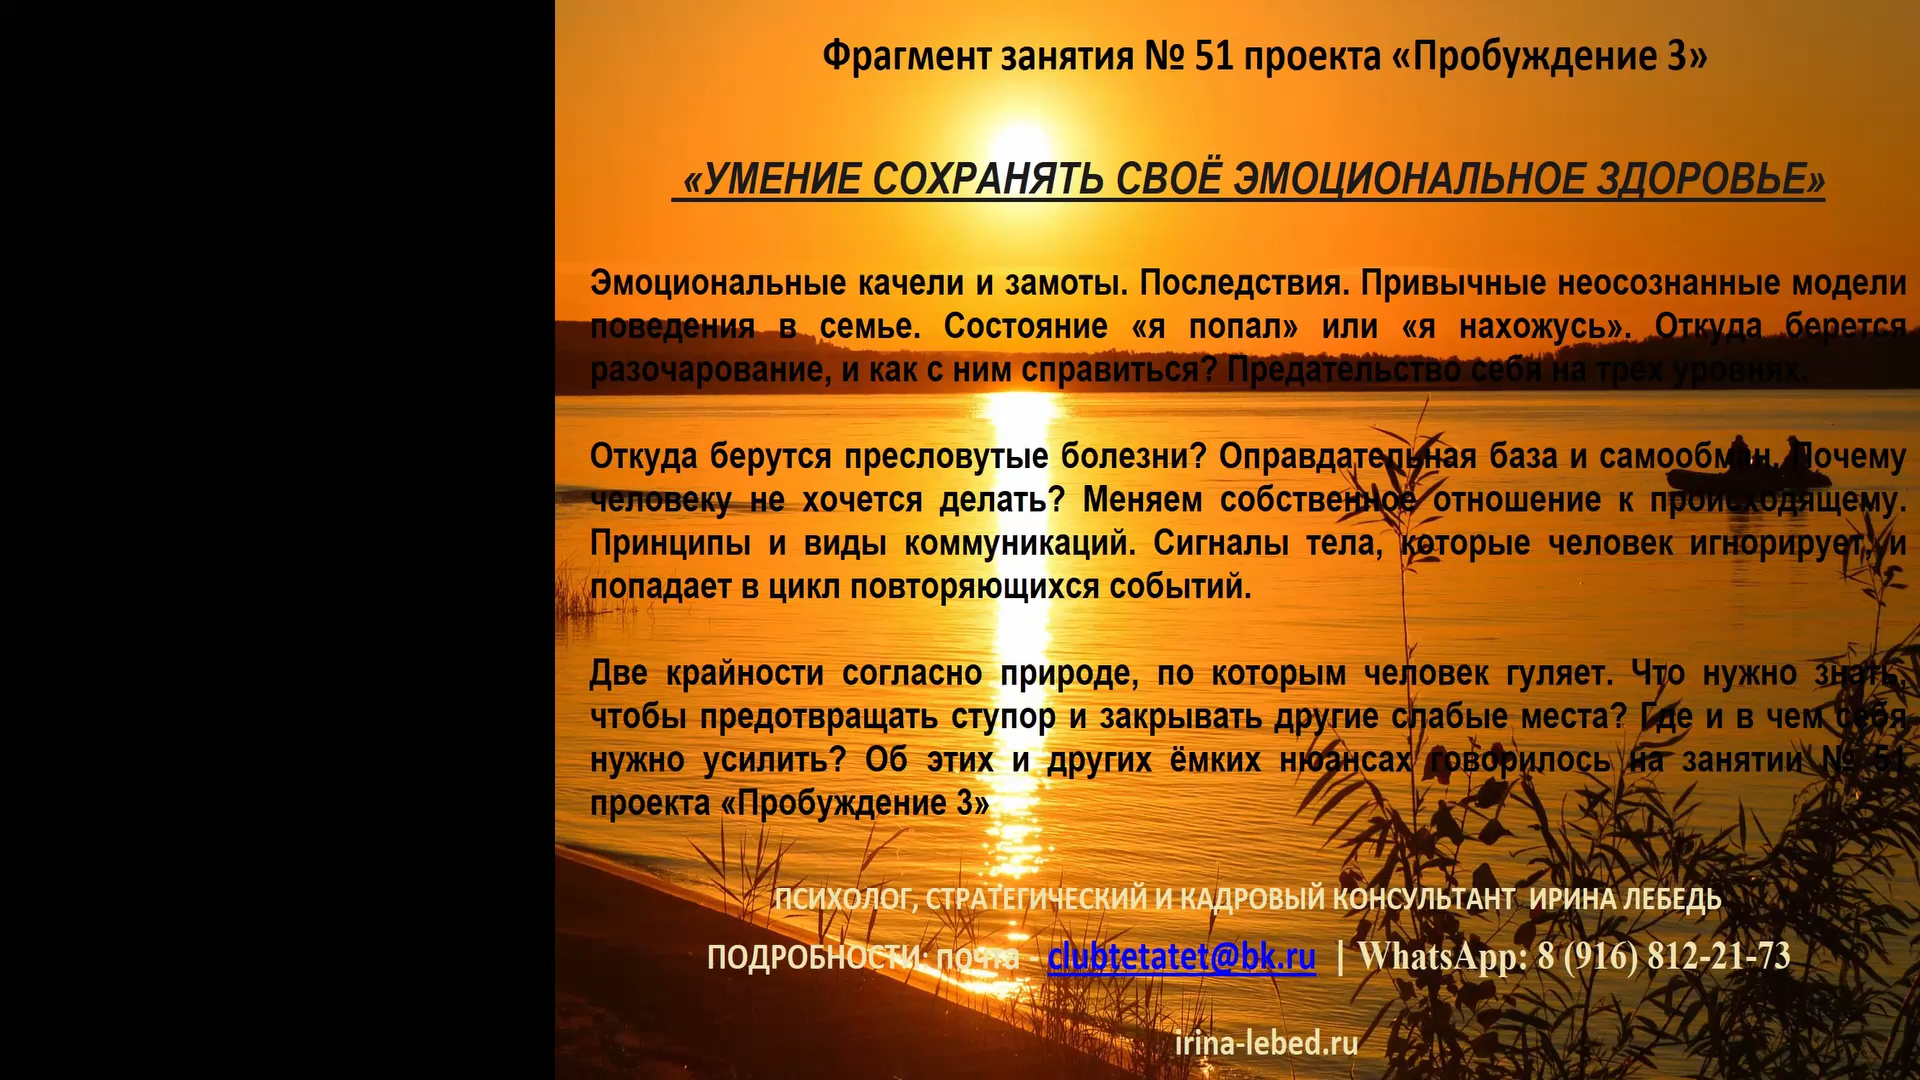 Фрагмент занятия № 51 проекта «Пробуждение 3»
«УМЕНИЕ СОХРАНЯТЬ СВОЁ ЭМОЦИОНАЛЬНОЕ ЗДОРОВЬЕ»
Эмоциональные качели и замоты. Последствия. Привычные неосознанные модели
поведения в семье. Состояние «я попал» или «я нахожусь». Откуда берется
разочарование, и как с ним справиться? Предательство себя на трех уровнях.
Откуда берутся пресловутые болезни? Оправдательная база и самообман. Почему
человеку не хочется делать? Меняем собственное отношение к происходящему.
Принципы и виды коммуникаций. Сигналы тела, которые человек игнорирует, и
попадает в цикл повторяющихся событий.
Две крайности согласно природе, по которым человек гуляет. Что нужно знать,
чтобы предотвращать ступор и закрывать другие слабые места? Где и в чем себя
нужно усилить? Об этих и других ёмких нюансах говорилось на занятии № 51
проекта «Пробуждение 3»
ПСИХОЛОГ, СТРАТЕГИЧЕСКИЙ И КАДРОВЫЙ КОНСУЛЬТАНТ ИРИНА ЛЕБЕДЬ
ПОДРОБНОСТИ: почта - clubtetatet@bk.ru | WhatsApp: 8 (916) 812-21-73
irina-lebed.ru